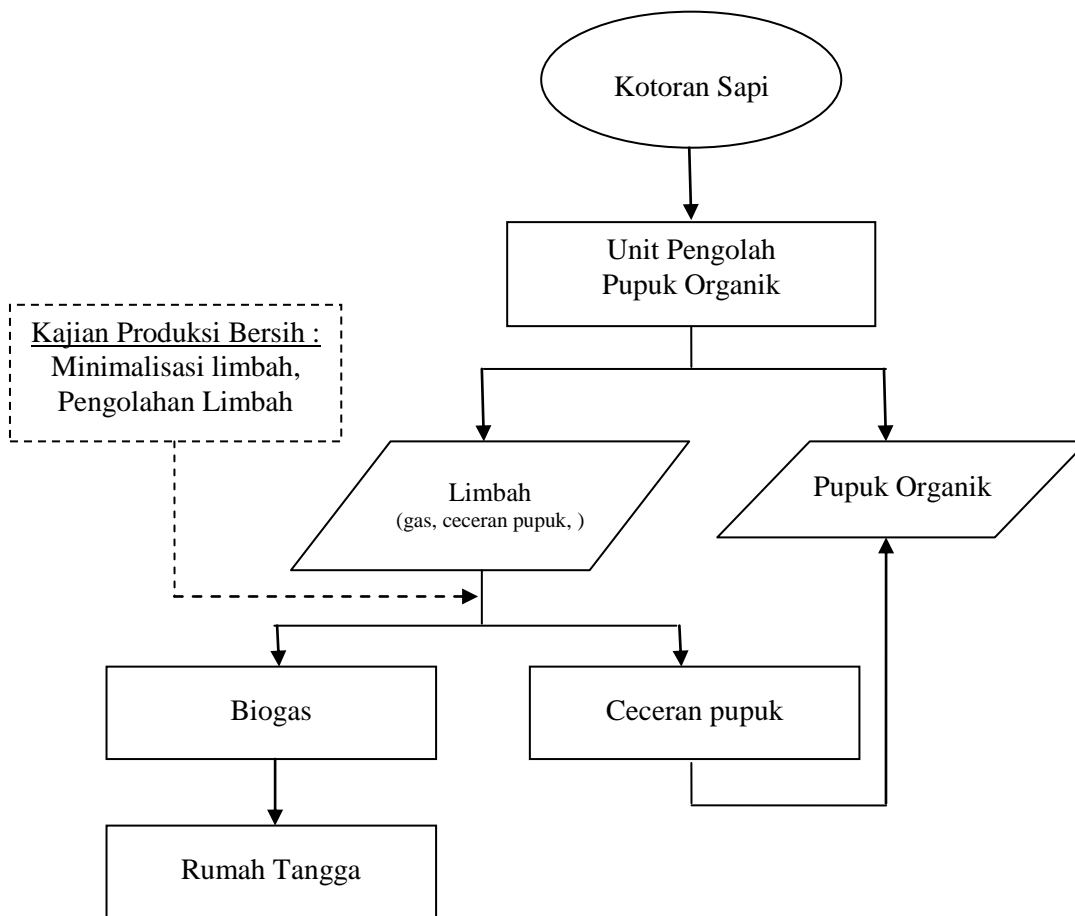 Kotoran Sapi
Unit Pengolah
Pupuk Organik
Kajian Produksi Bersih :
Minimalisasi limbah,
Pengolahan Limbah
Limbah
(gas, ceceran pupuk, )
Pupuk Organik
Biogas
Ceceran pupuk
Rumah Tangga